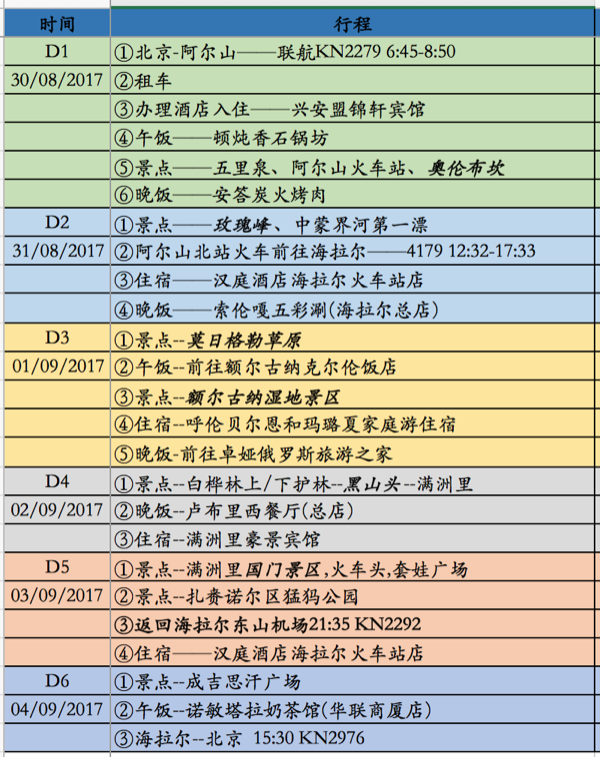 时间 行程
D1 ①北京-阿尔山——联航KN2279 6:45-8:50
30/08/2017 ②租车
③办理酒店入住——兴安盟锦轩宾馆
④午饭——顿炖香石锅坊
⑤景点——五里泉、阿尔山火车站、奥伦布坎
⑥晚饭——安答炭火烤肉
D2 ①景点——玫瑰峰、中蒙界河第一漂
31/08/2017 ②阿尔山北站火车前往海拉尔——4179 12:32-17:33
③住宿——汉庭酒店海拉尔火车站店
④晚饭——索伦嘎五彩涮(海拉尔总店)
D3 ①景点--莫日格勒草原
01/09/2017 ②午饭--前往额尔古纳克尔伦饭店
③景点--额尔古纳湿地景区
④住宿--呼伦贝尔恩和玛璐夏家庭游住宿
⑤晚饭-前往卓娅俄罗斯旅游之家
D4 ①景点--白桦林上/下护林--黑山头--满洲里
02/09/2017 ②晚饭--卢布里西餐厅(总店)
③住宿--满洲里豪景宾馆
D5 ①景点--满洲里国门景区,火车头,套娃广场
03/09/2017 ②景点--扎赉诺尔区猛犸公园
③返回海拉尔东山机场21:35 KN2292
④住宿——汉庭酒店海拉尔火车站店
D6 ①景点--成吉思汗广场
04/09/2017 ②午饭--诺敏塔拉奶茶馆(华联商厦店)
③海拉尔--北京 15:30 KN2976